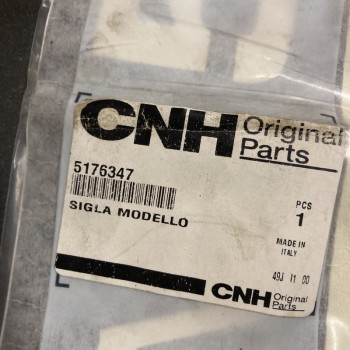 CNH Original Parts
5176347
SIGLA MODELLO
PCS
1
MADE IN
ITALY
49J 11 00
CNH Original Parts